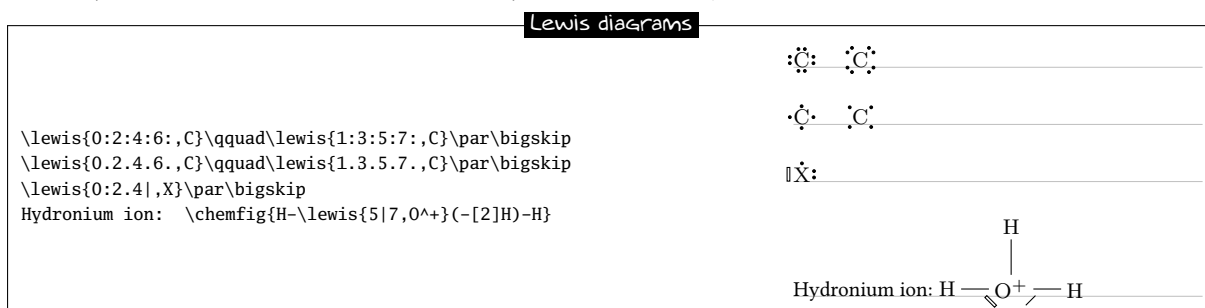 Lewis diagrams
\lewis{0:2:4:6:,C}\qquad\lewis{1:3:5:7:,C}\par\bigskip
\lewis{0.2.4.6.,C}\qquad\lewis{1.3.5.7.,C}\par\bigskip
\lewis{0:2.4|,X}\par\bigskip
Hydronium ion:  \chemfig{H-\lewis{5|7,O^+}(-[2]H)-H}
C C
C C
X
H
Hydronium ion: H O+ H